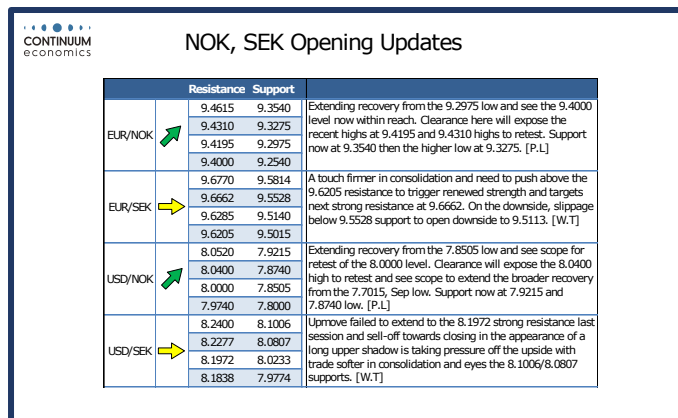 CONTINUUM
economics
NOK, SEK Opening Updates
Resistance Support
EUR/NOK
9.4615 9.3540
9.4310 9.3275
9.4195 9.2975
9.4000 9.2540
Extending recovery from the 9.2975 low and see the 9.4000
level now within reach. Clearance here will expose the
recent highs at 9.4195 and 9.4310 highs to retest. Support
now at 9.3540 then the higher low at 9.3275. [P.L]
EUR/SEK
9.6770 9.5814
9.6662 9.5528
9.6285 9.5140
9.6205 9.5015
A touch firmer in consolidation and need to push above the
9.6205 resistance to trigger renewed strength and targets
next strong resistance at 9.6662. On the downside, slippage
below 9.5528 support to open downside to 9.5113. [W.T]
USD/NOK
8.0520 7.9215
8.0400 7.8740
8.0000 7.8505
7.9740 7.8000
Extending recovery from the 7.8505 low and see scope for
retest of the 8.0000 level. Clearance will expose the 8.0400
high to retest and see scope to extend the broader recovery
from the 7.7015, Sep low. Support now at 7.9215 and
7.8740 low. [P.L]
USD/SEK
8.2400 8.1006
8.2277 8.0807
8.1972 8.0233
8.1838 7.9774
Upmove failed to extend to the 8.1972 strong resistance last
session and sell-off towards closing in the appearance of a
long upper shadow is taking pressure off the upside with
trade softer in consolidation and eyes the 8.1006/8.0807
supports. [W.T]